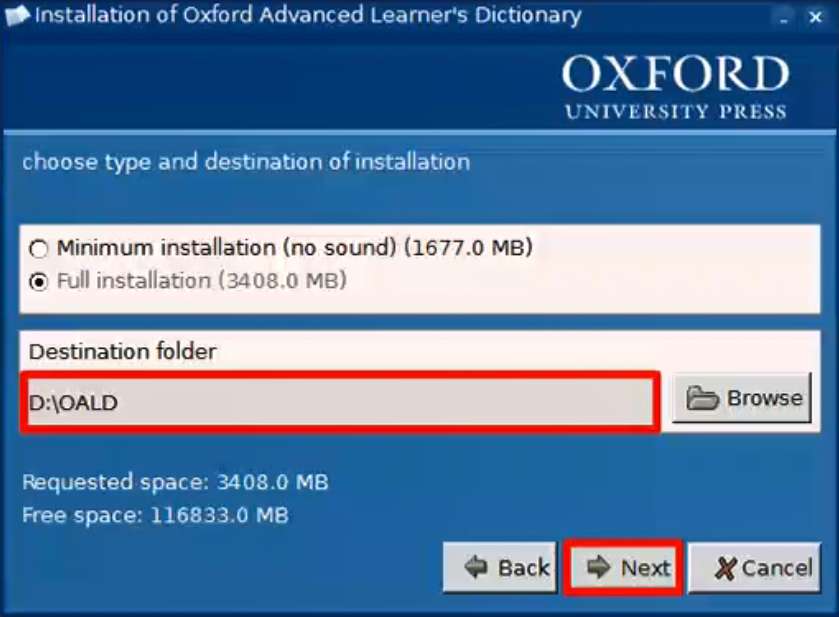 Installation of Oxford Advanced Learner's Dictionary
OXFORD
UNIVERSITY PRESS
choose type and destination of installation
Minimum installation (no sound) (1677.0 MB)
Full installation (3408.0 MB)
Destination folder
D:\OALD
Browse
Requested space: 3408.0 MB
Free space: 116833.0 MB
Back Next Cancel